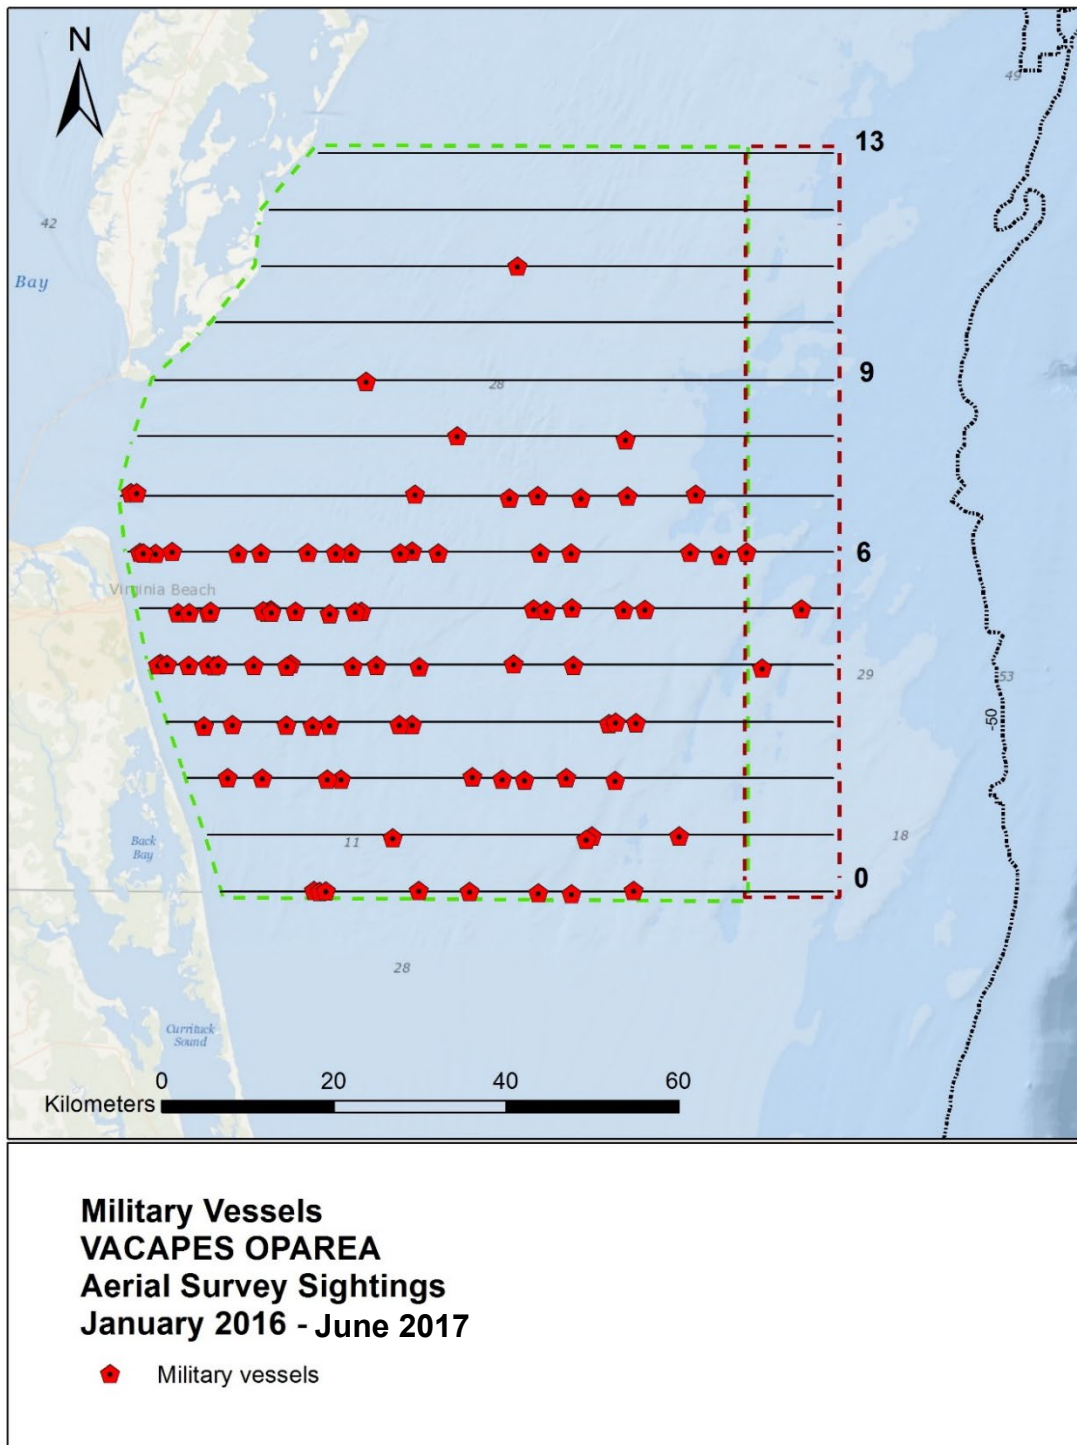 N
49
13
42
Bay
9
28
6
Virginia Beach
29
53
-50
11
18
Back
Bay
0
28
Currituck
Sound
0 20 40 60
Kilometers
Military Vessels
VACAPES OPAREA
Aerial Survey Sightings
January 2016 - June 2017
Military vessels